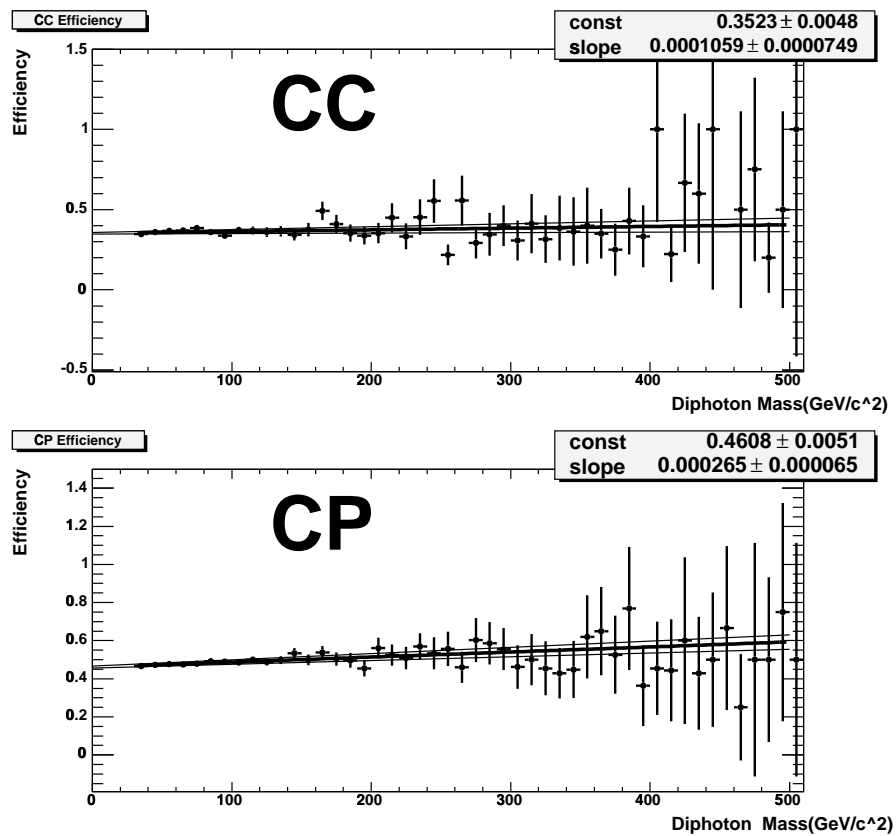 CC Efficiency
const 0.3523 ± 0.0048
slope 0.0001059 ± 0.0000749
Efficiency
CC
1.5
1
0.5
0
-0.5
0 100 200 300 400 500
Diphoton Mass(GeV/c^2)
CP Efficiency
const 0.4608 ± 0.0051
slope 0.000265 ± 0.000065
Efficiency
CP
1.4
1.2
1
0.8
0.6
0.4
0.2
0
0 100 200 300 400 500
Diphoton Mass(GeV/c^2)